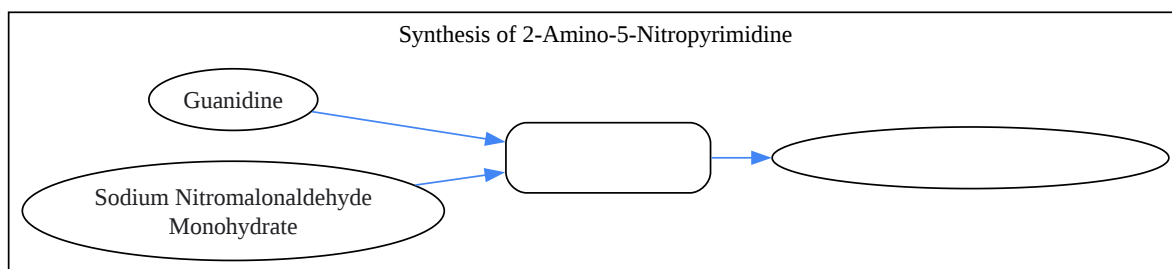 Synthesis of 2-Amino-5-Nitropyrimidine
Guanidine
Sodium Nitromalonaldehyde
Monohydrate